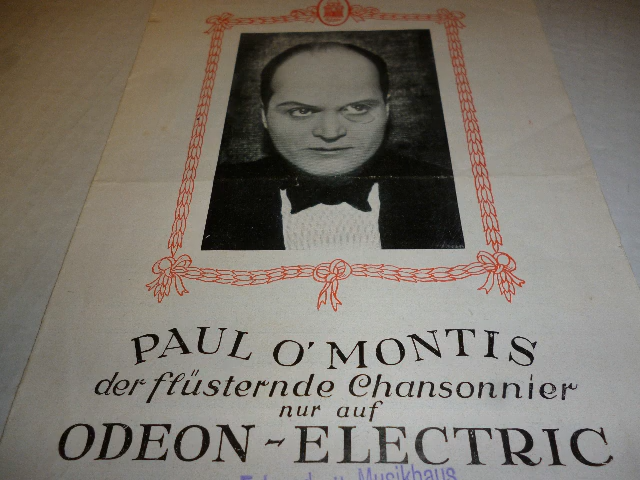 PAUL O'MONTIS
der flüsternde Chansonnier
nur auf
ODEON-ELECTRIC
Musikhaus